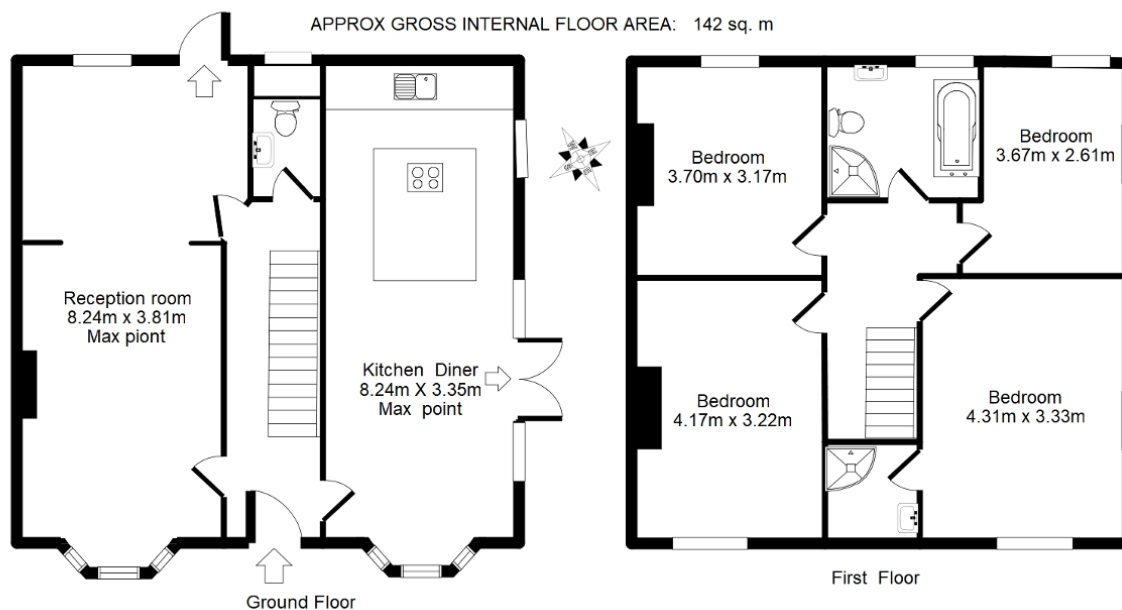 APPROX GROSS INTERNAL FLOOR AREA: 142 sq. m
Reception room
8.24m x 3.81m
Max piont
Kitchen Diner
8.24m X 3.35m
Max point
Ground Floor
Bedroom
3.70m x 3.17m
Bedroom
3.67m x 2.61m
Bedroom
4.17m x 3.22m
Bedroom
4.31m x 3.33m
First Floor